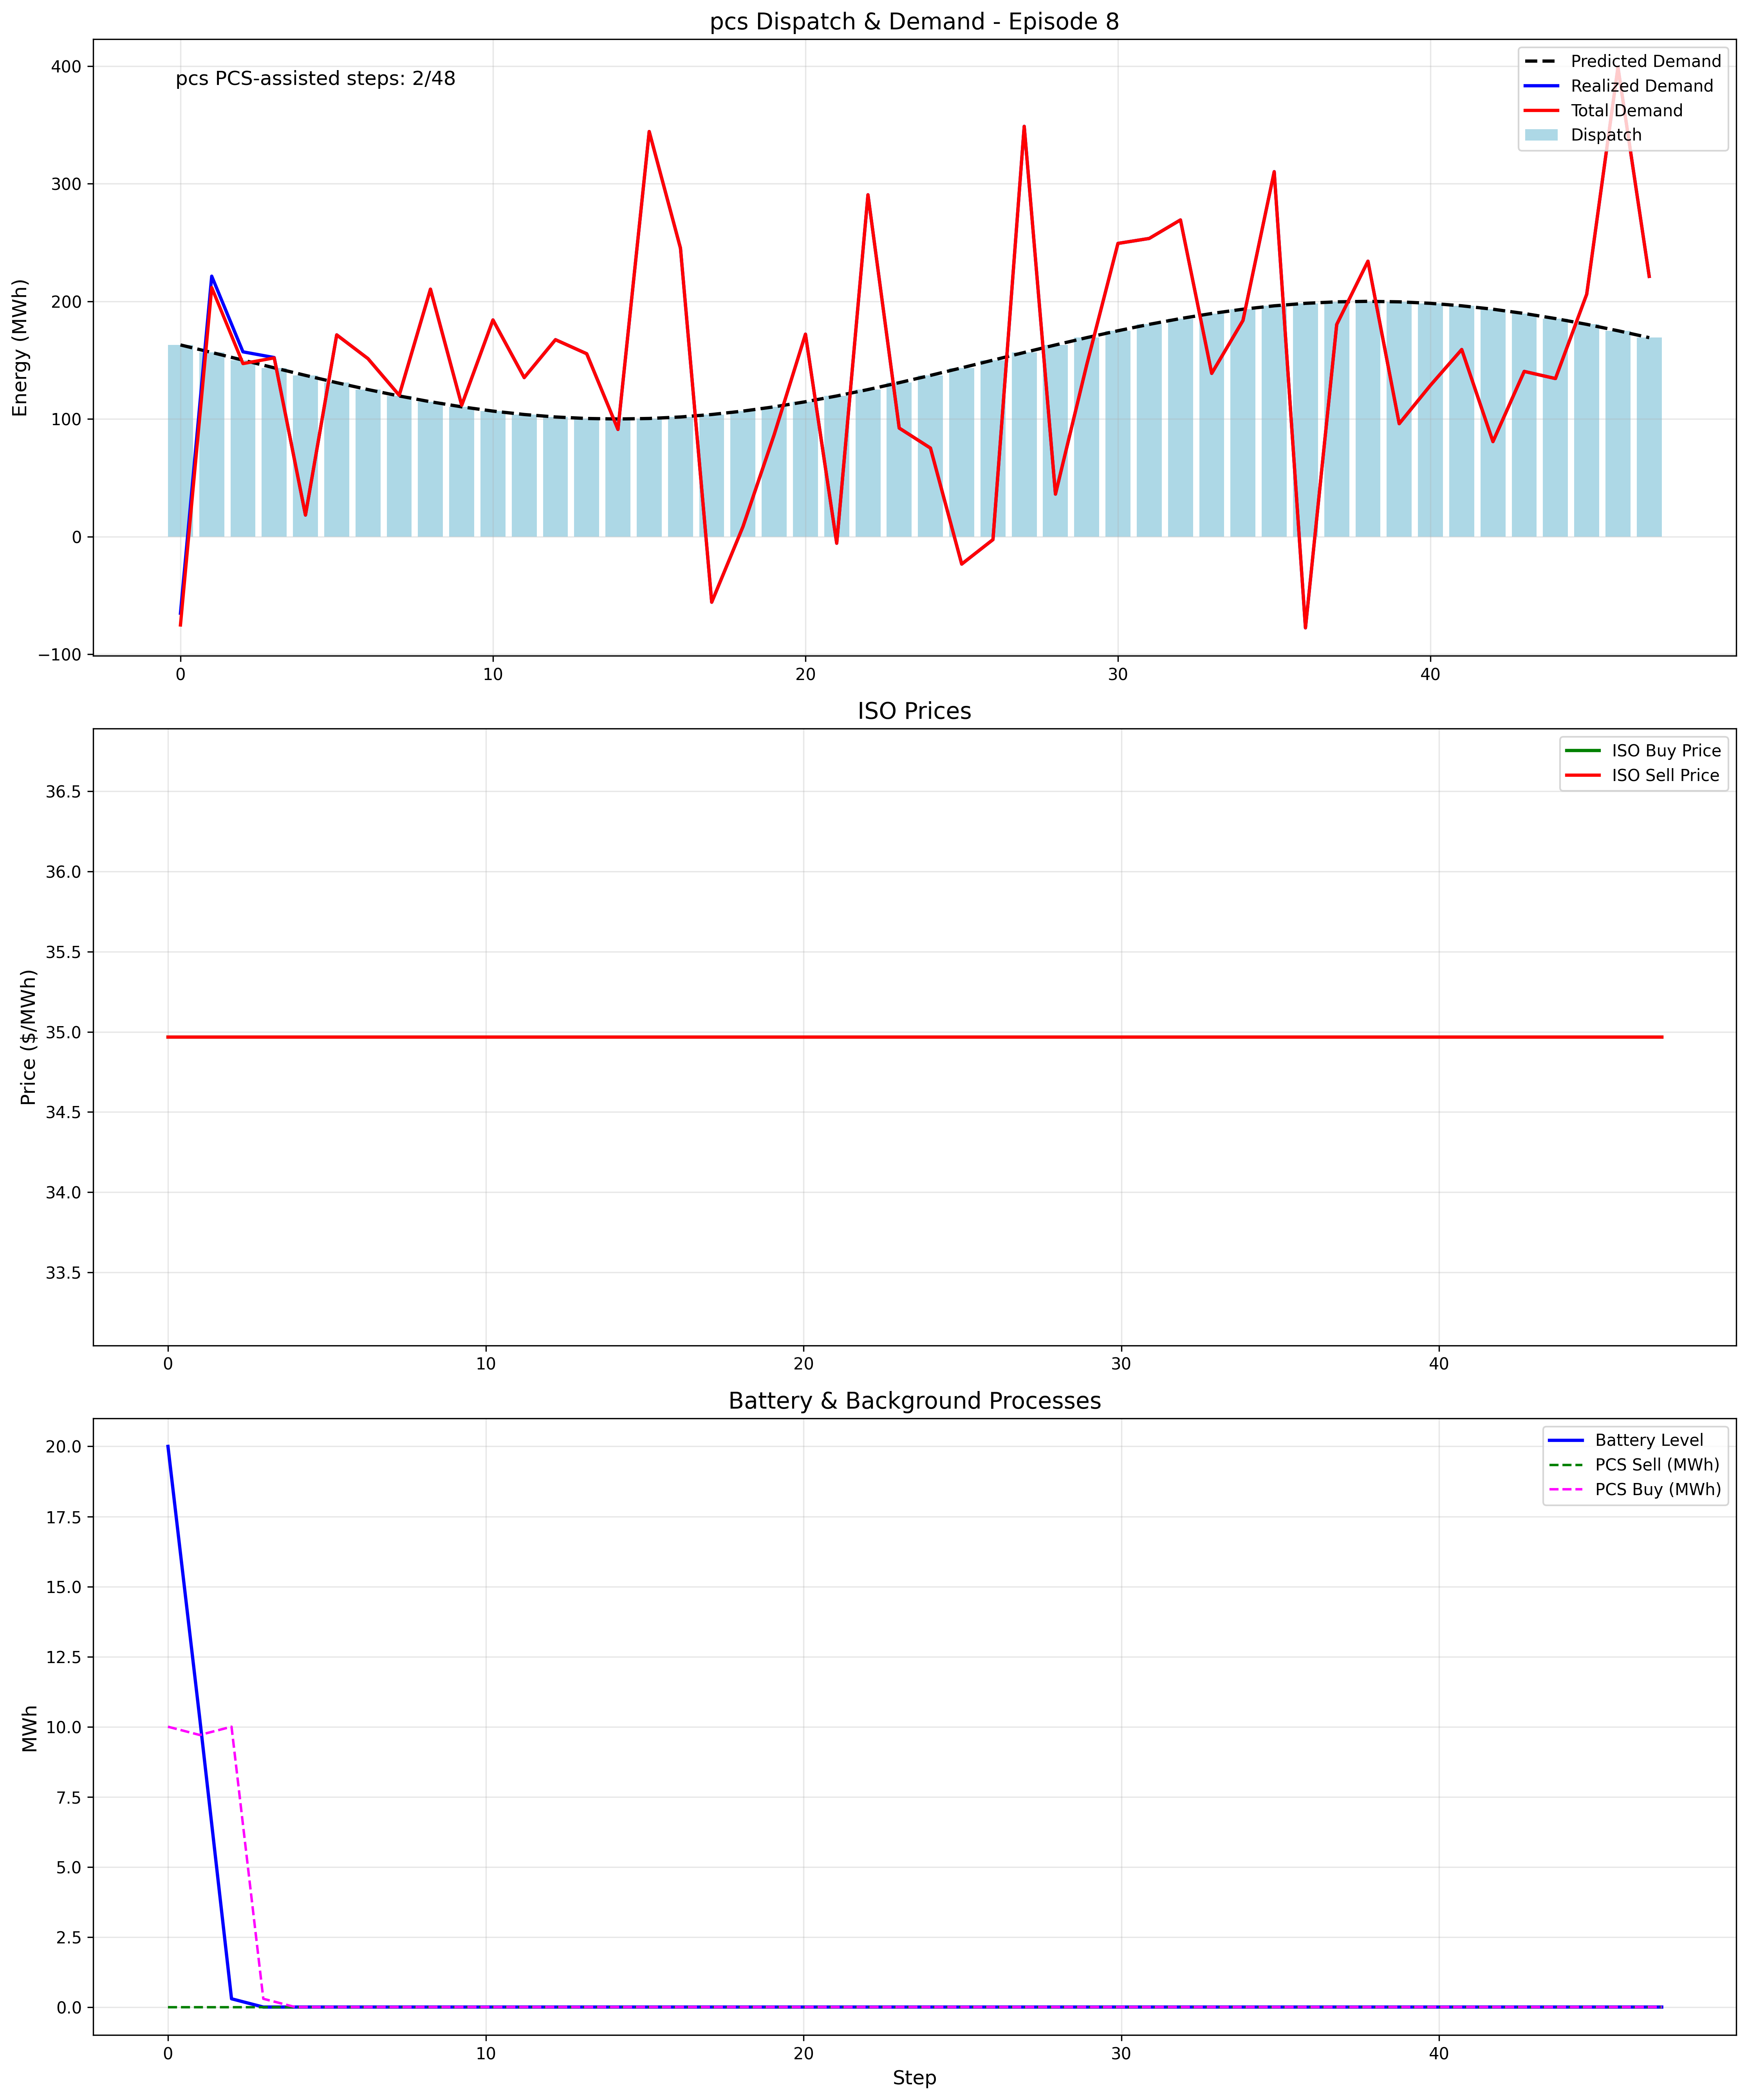 pcs Dispatch & Demand - Episode 8
pcs PCS-assisted steps: 2/48
Predicted Demand
Realized Demand
Total Demand
Dispatch
Energy (MWh)
400
300
200
100
0
−100
0 10 20 30 40
ISO Prices
ISO Buy Price
ISO Sell Price
Price ($/MWh)
36.5
36.0
35.5
35.0
34.5
34.0
33.5
0 10 20 30 40
Battery & Background Processes
Battery Level
PCS Sell (MWh)
PCS Buy (MWh)
MWh
20.0
17.5
15.0
12.5
10.0
7.5
5.0
2.5
0.0
0 10 20 30 40
Step